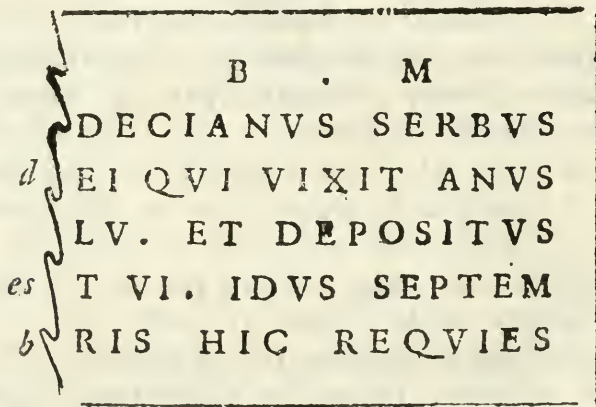 B . M
DECIANVS SERBVS
d EI QVI VIXIT ANVS
LV. ET DEPOSITVS
es T VI. IDVS SEPTEM
b RIS HIC REQVIES